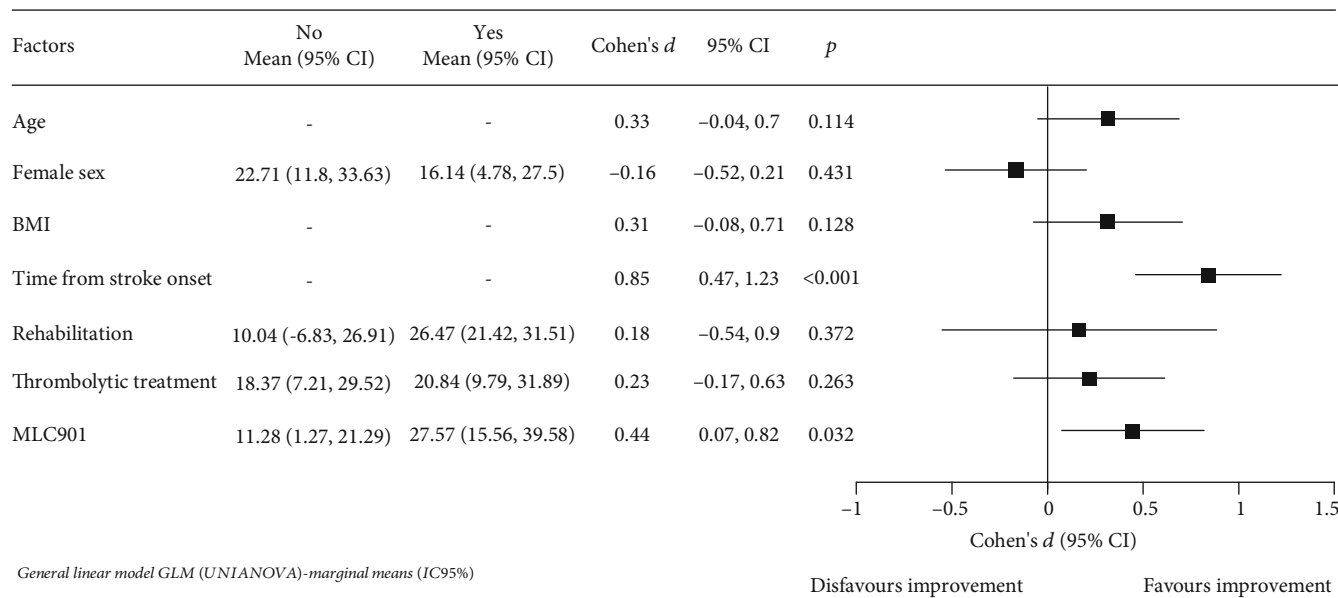 Factors No Mean (95% CI) Yes Mean (95% CI) Cohen's d 95% CI p
Age - - 0.33 –0.04, 0.7 0.114
Female sex 22.71 (11.8, 33.63) 16.14 (4.78, 27.5) –0.16 –0.52, 0.21 0.431
BMI - - 0.31 –0.08, 0.71 0.128
Time from stroke onset - - 0.85 0.47, 1.23 <0.001
Rehabilitation 10.04 (-6.83, 26.91) 26.47 (21.42, 31.51) 0.18 –0.54, 0.9 0.372
Thrombolytic treatment 18.37 (7.21, 29.52) 20.84 (9.79, 31.89) 0.23 –0.17, 0.63 0.263
MLC901 11.28 (1.27, 21.29) 27.57 (15.56, 39.58) 0.44 0.07, 0.82 0.032
–1 –0.5 0 0.5 1 1.5
Cohen's d (95% CI)
General linear model GLM (UNIANOVA)-marginal means (IC95%)
Disfavours improvement Favours improvement